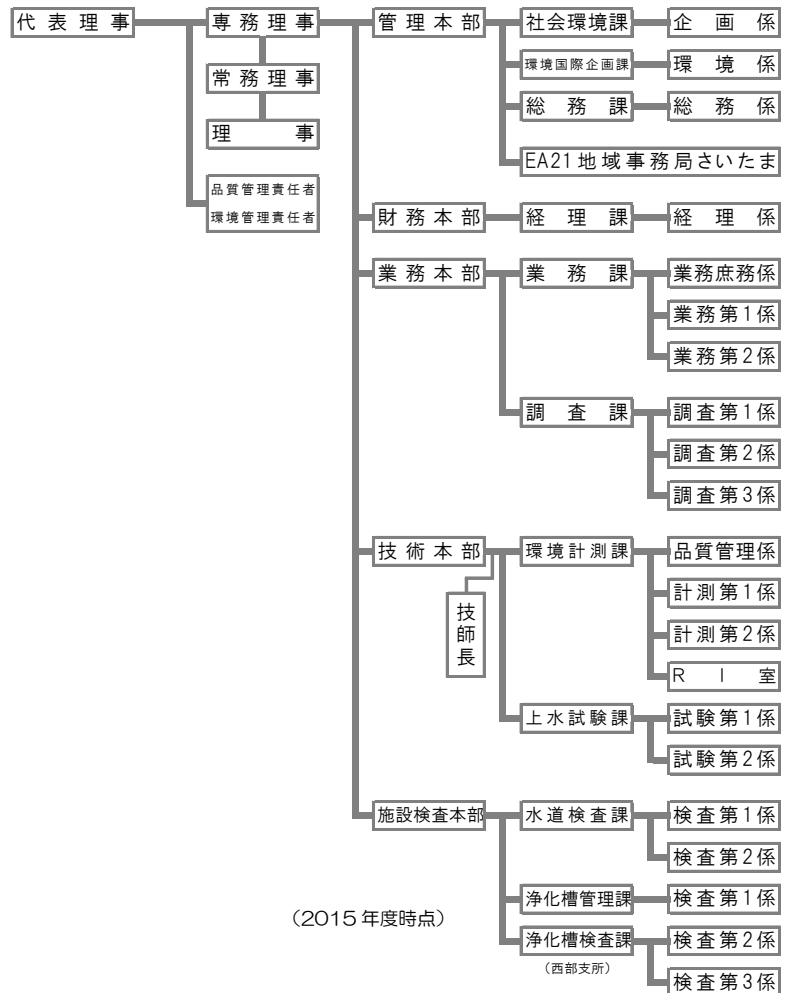 代表理事 専務理事 管理本部 社会環境課 企画係
環境国際企画課 環境係
常務理事
総務課 総務係
理事
EA21地域事務局さいたま
品質管理責任者
環境管理責任者
財務本部 経理課 経理係
業務本部 業務課 業務庶務係
業務第1係
業務第2係
調査課 調査第1係
調査第2係
調査第3係
技術本部 環境計測課 品質管理係
技師長
計測第1係
計測第2係
RI室
上水試験課 試験第1係
試験第2係
施設検査本部 水道検査課 検査第1係
検査第2係
浄化槽管理課 検査第1係
(2015年度時点)
浄化槽検査課 検査第2係
(西部支所)
検査第3係